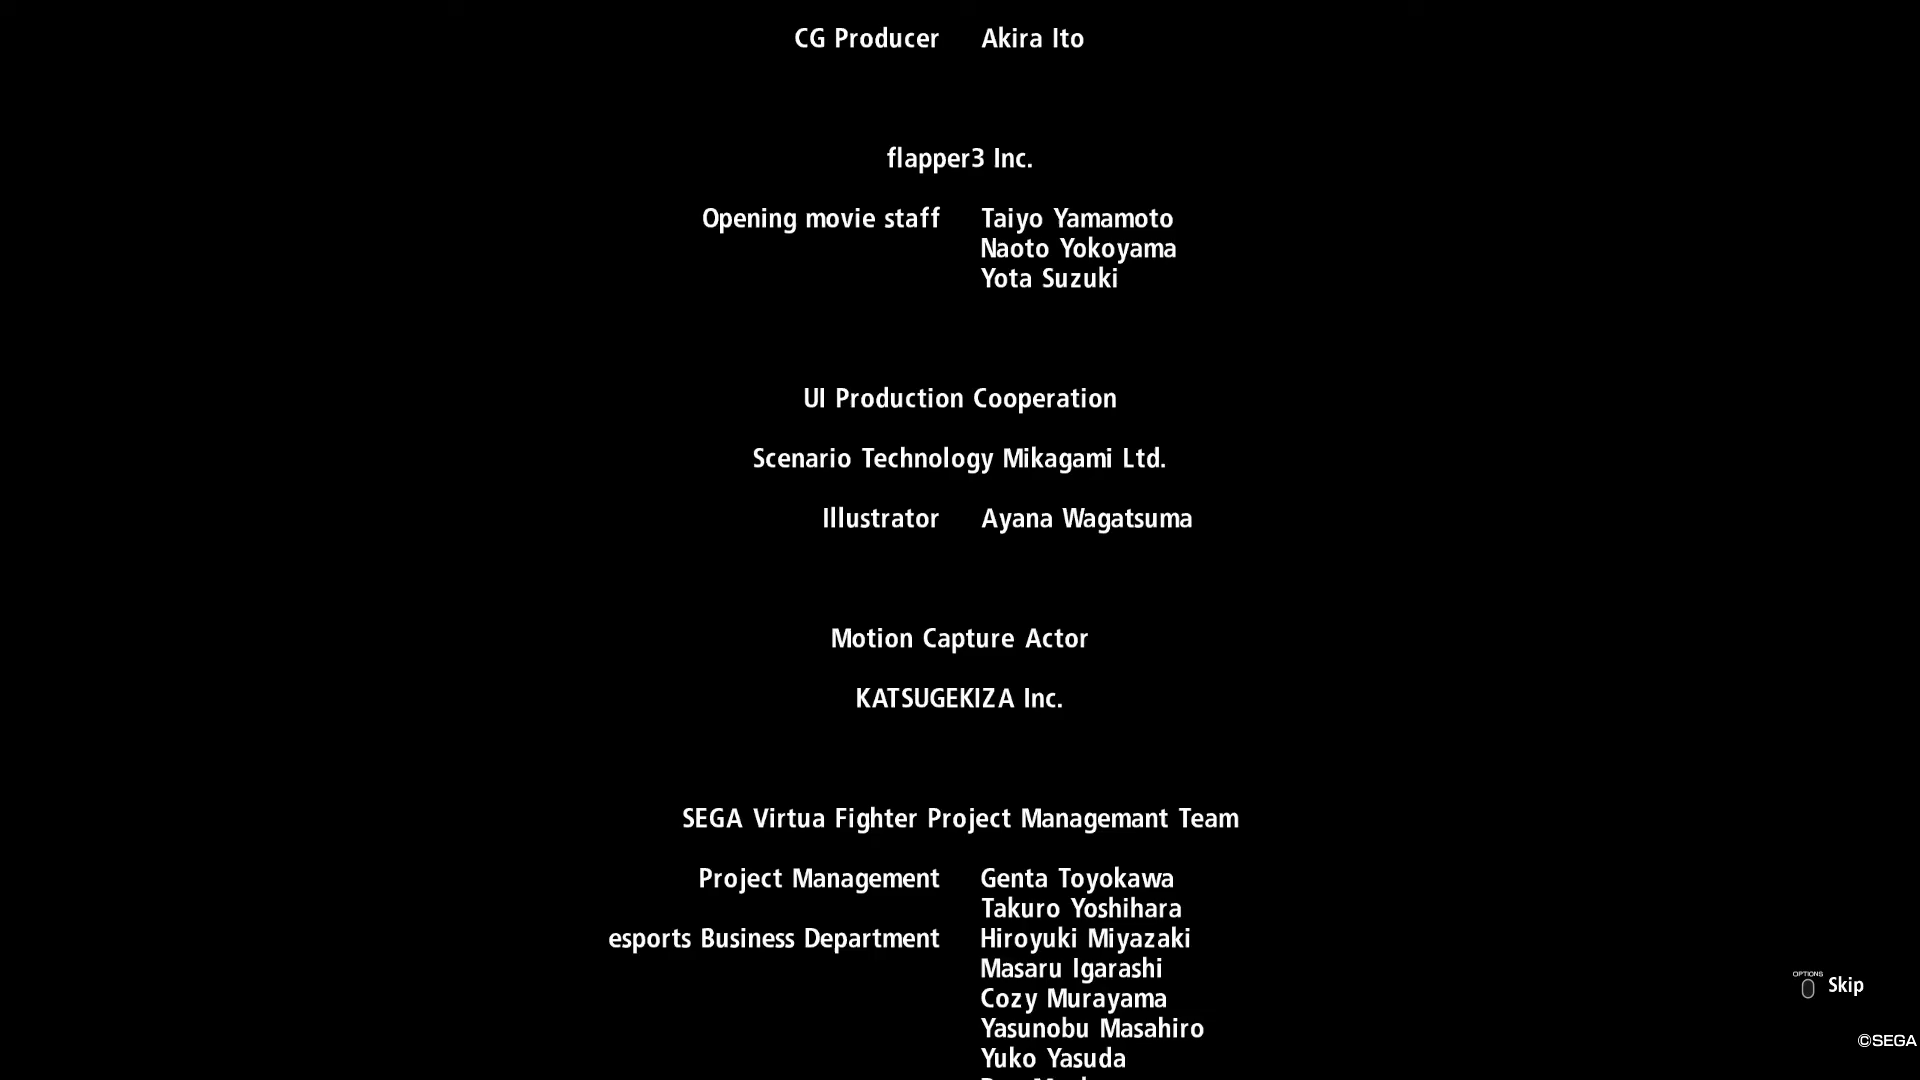 CG Producer Akira Ito
flapper3 Inc.
Opening movie staff Taiyo Yamamoto
Naoto Yokoyama
Yota Suzuki
UI Production Cooperation
Scenario Technology Mikagami Ltd.
Illustrator Ayana Wagatsuma
Motion Capture Actor
KATSUGEKIZA Inc.
SEGA Virtua Fighter Project Managemant Team
Project Management Genta Toyokawa
Takuro Yoshihara
esports Business Department Hiroyuki Miyazaki
Masaru Igarashi
Cozy Murayama
Yasunobu Masahiro
Yuko Yasuda
OPTIONS Skip
©SEGA